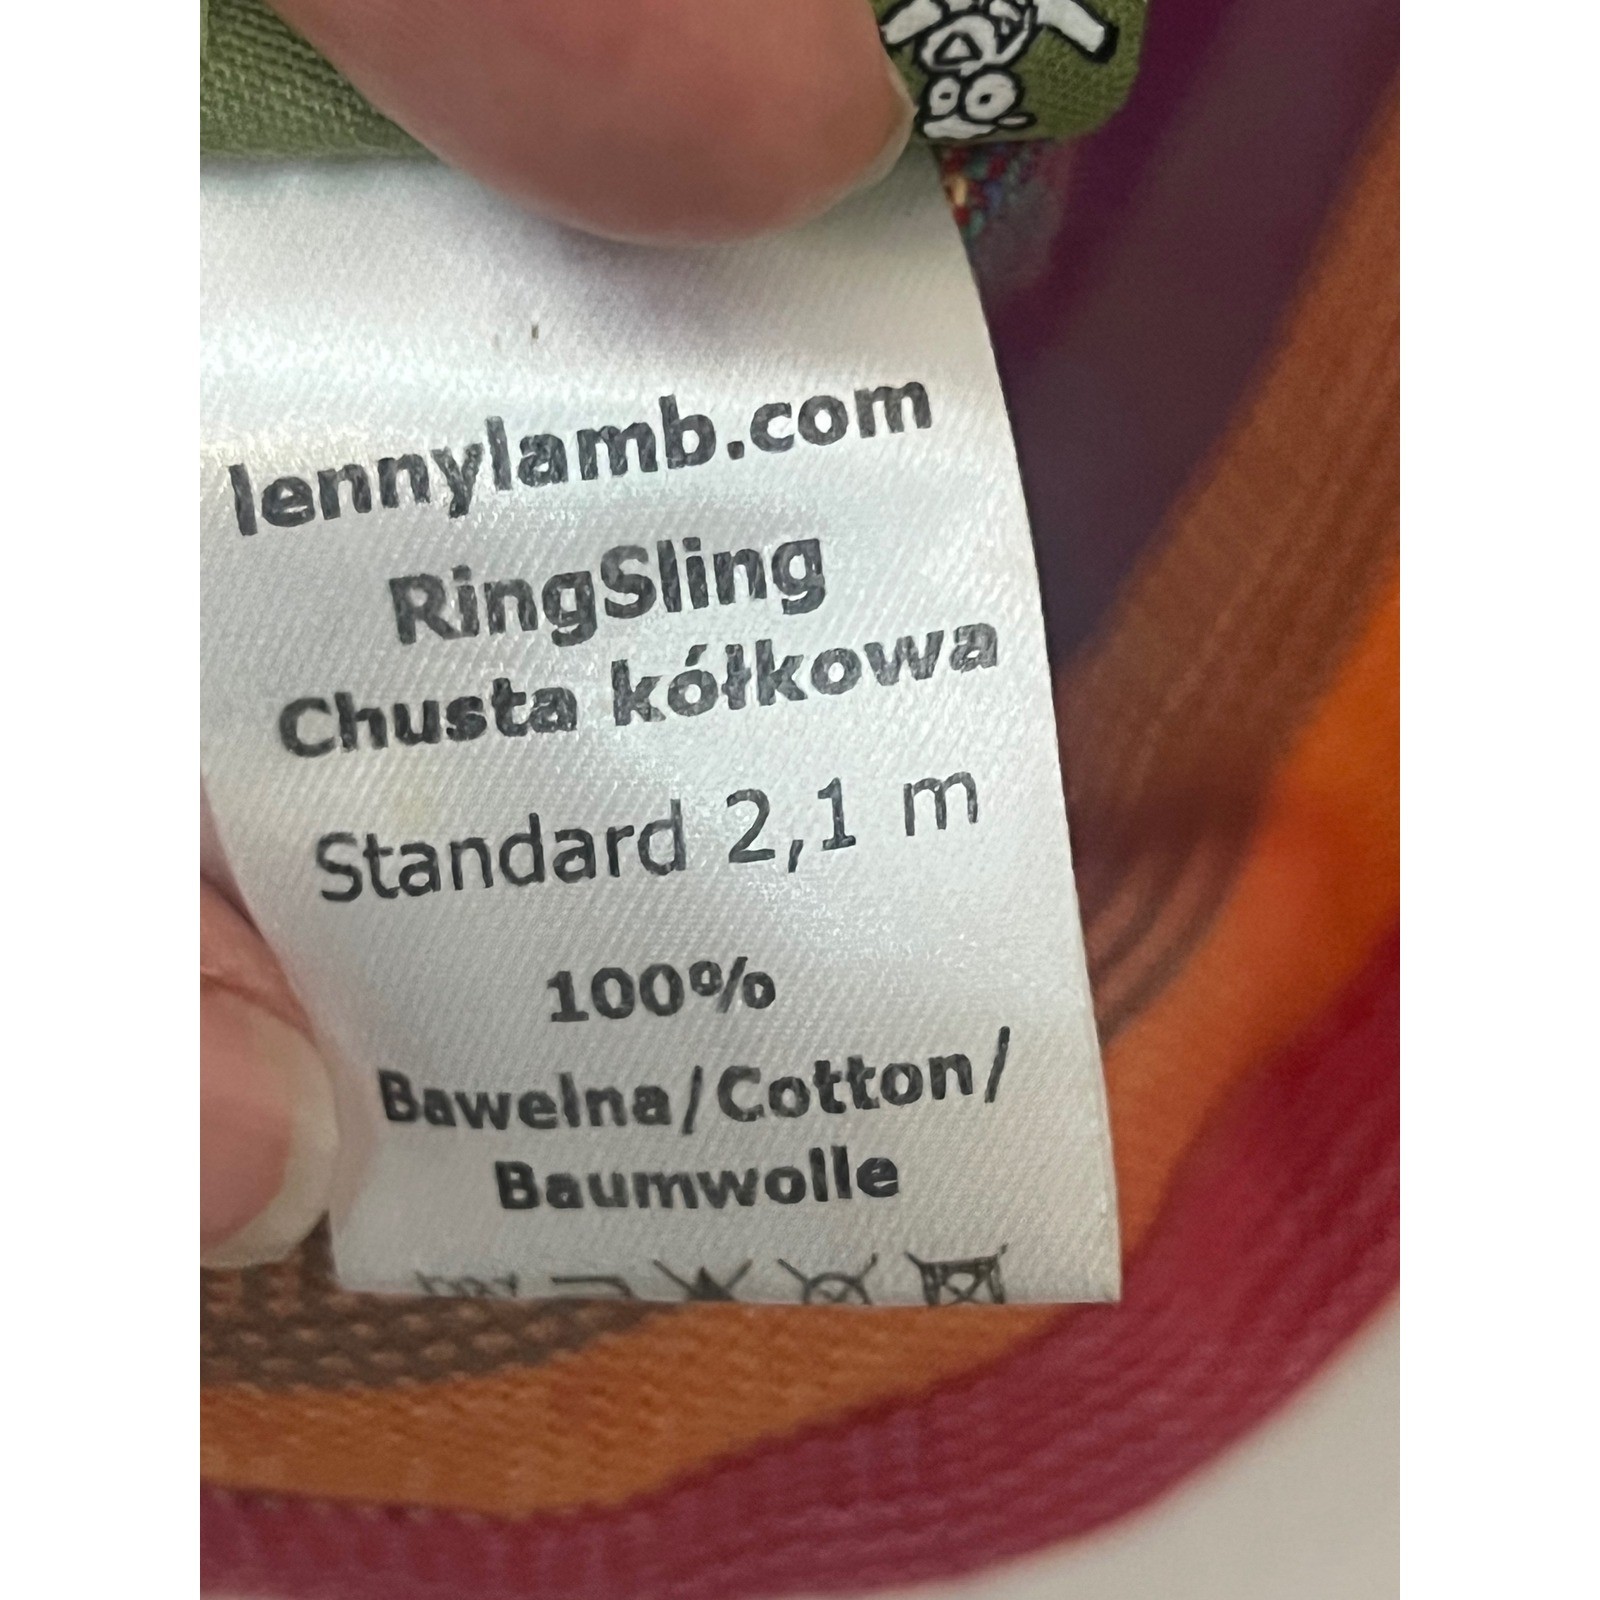 lennylamb.com
RingSling
Chusta kółkowa
Standard 2,1 m
100%
Bawełna/Cotton/
Baumwolle